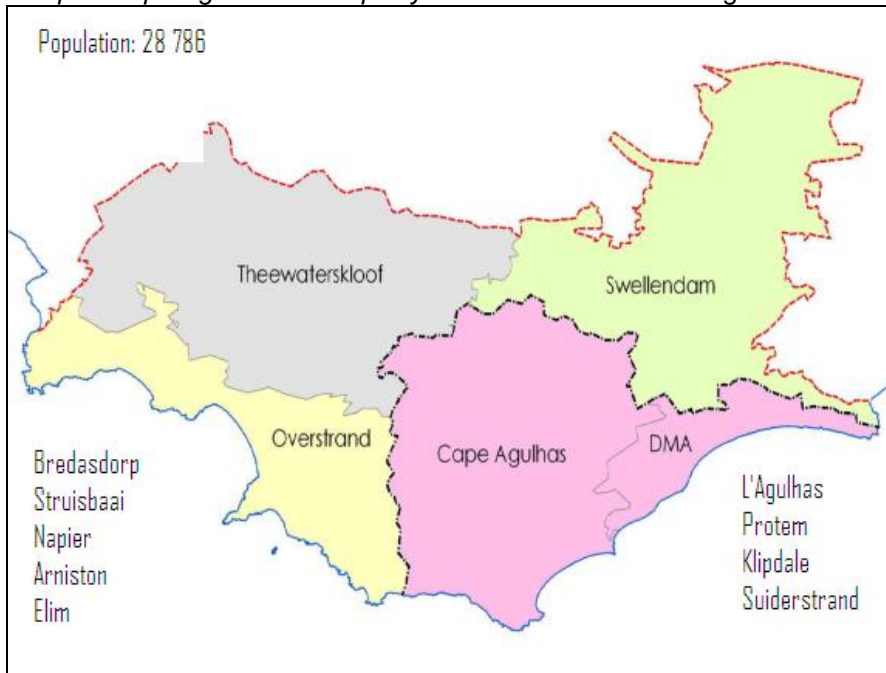 Population: 28 786
Theewaterskloof
Swellendam
Overstrand
Cape Agulhas
DMA
Bredasdorp
Struisbaai
Napier
Arniston
Elim
L'Agulhas
Protem
Klipdale
Suiderstrand